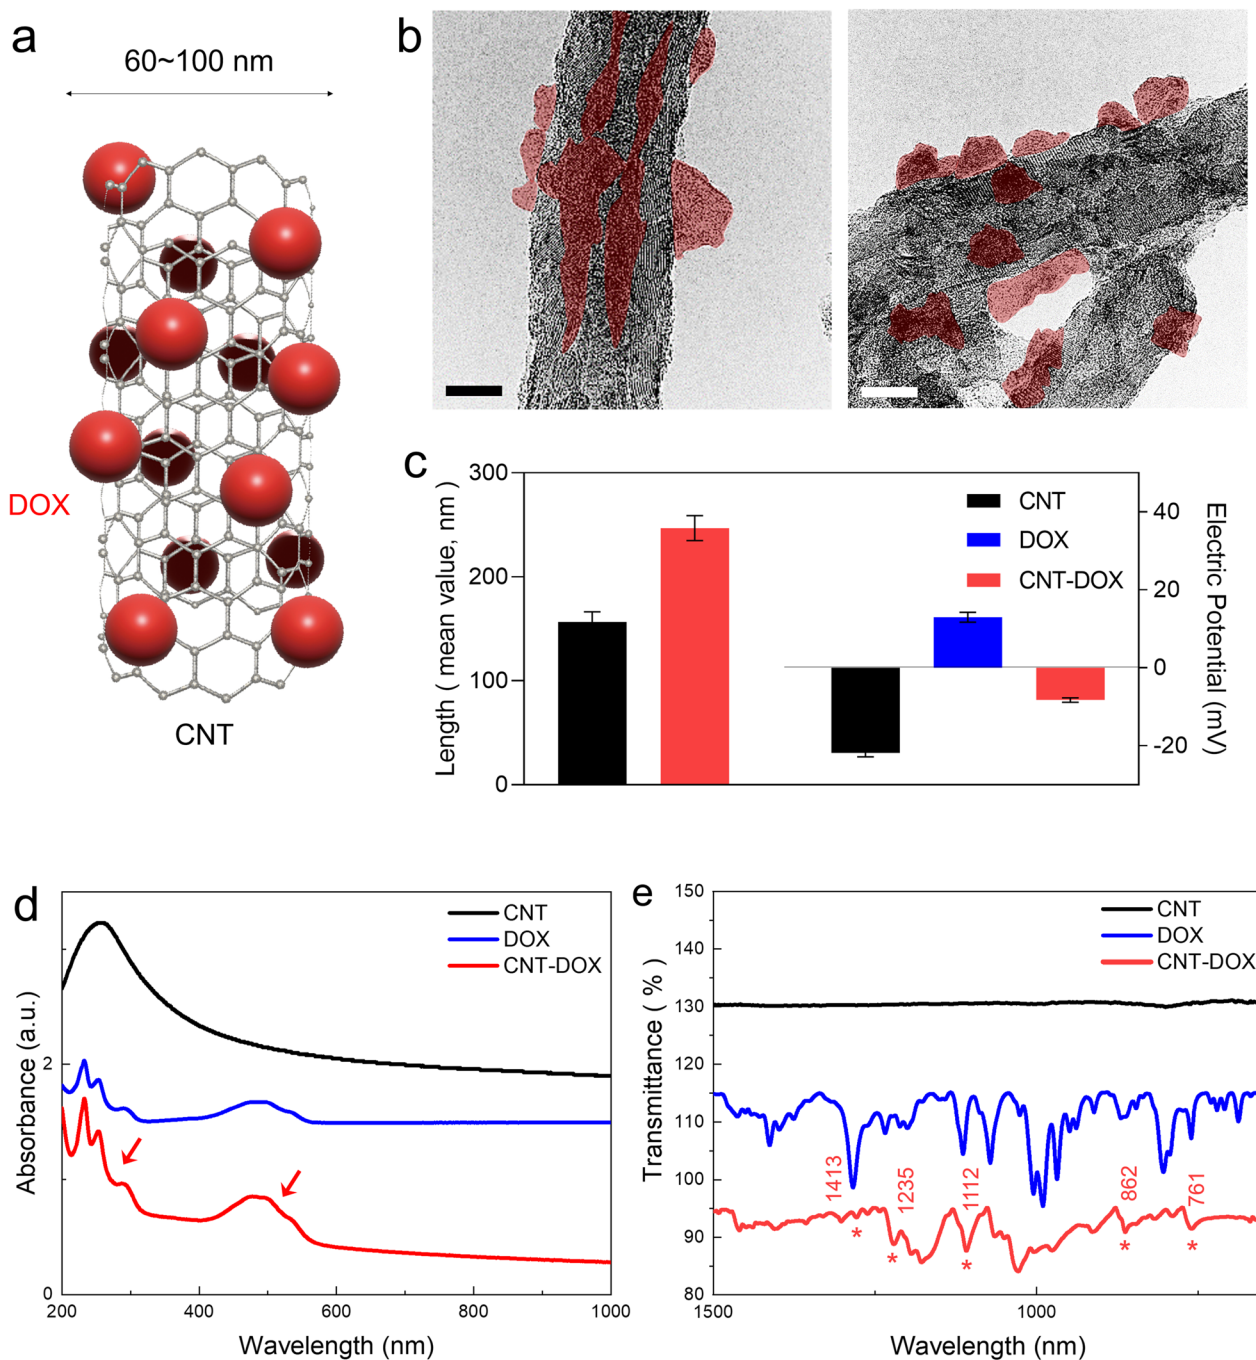 a
60~100 nm
DOX
CNT
b
c
300
200
100
0
Length ( mean value, nm)
CNT
DOX
CNT-DOX
40
20
0
-20
Electric Potential (mV)
d
CNT
DOX
CNT-DOX
2
0
Absorbance (a.u.)
200
400
600
800
1000
Wavelength (nm)
e
150
145
130
115
110
95
90
80
Transmittance ( % )
CNT
DOX
CNT-DOX
1413
1235
1112
862
761
* * * * *
1500
1000
Wavelength (nm)